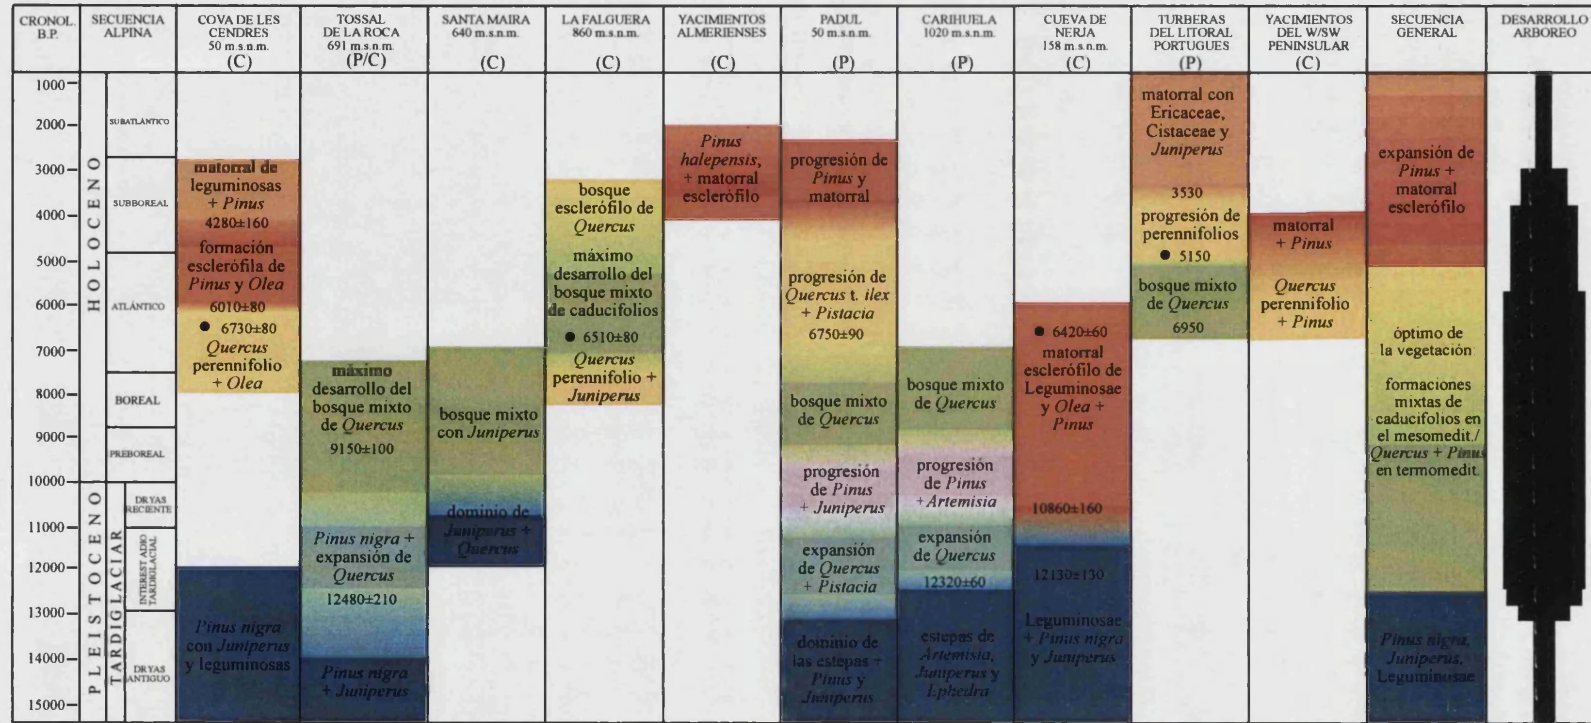 CRONOL.
B.P.
SECUENCIA
ALPINA
COVA DE LES
CENDRES
50 m.s.n.m.
(C)
TOSSAL
DE LA ROCA
691 m.s.n.m.
(P/C)
SANTA MAIRA
640 m.s.n.m.
(C)
LA FALGUERA
860 m.s.n.m.
(C)
YACIMIENTOS
ALMERIENSES
(C)
PADUL
50 m.s.n.m.
(P)
CARIHUELA
1020 m.s.n.m.
(P)
CUEVA DE
NERJA
158 m.s.n.m.
(C)
TURBERAS
DEL LITORAL
PORTUGUES
(P)
YACIMIENTOS
DEL W/SW
PENINSULAR
(C)
SECUENCIA
GENERAL
DESARROLLO
ARBOREO
1000
2000
3000
4000
5000
6000
7000
8000
9000
10000
11000
12000
13000
14000
15000
HOLOCENO
PLEISTOCENO
TARDIGLACIAR
SUBATLÁNTICO
SUBBOREAL
ATLÁNTICO
BOREAL
PREBOREAL
DRYAS
RECIENTE
INTERESTADIO
TARDIGLACIAL
DRYAS
ANTIGUO
matorral de
leguminosas
+ Pinus
4280±160
formación
esclerófila de
Pinus y Olea
6010±80
● 6730±80
Quercus
perennifolio
+ Olea
Pinus nigra
con Juniperus
y leguminosas
máximo
desarrollo del
bosque mixto
de Quercus
9150±100
Pinus nigra +
expansión de
Quercus
12480±210
Pinus nigra
+ Juniperus
bosque mixto
con Juniperus
dominio de
Juniperus +
Quercus
bosque
esclerófilo de
Quercus
máximo
desarrollo del
bosque mixto
de caducifolios
● 6510±80
Quercus
perennifolio +
Juniperus
Pinus
halepensis,
+ matorral
esclerófilo
progresión de
Pinus y
matorral
progresión de
Quercus t. ilex
+ Pistacia
6750±90
bosque mixto
de Quercus
progresión
de Pinus
+ Juniperus
expansión
de Quercus
+ Pistacia
dominio de
las estepas +
Pinus y
Juniperus
bosque mixto
de Quercus
progresión
de Pinus
+ Artemisia
expansión
de Quercus
12320±60
estepas de
Artemisia,
Juniperus y
Ephedra
● 6420±60
matorral
esclerófilo de
Leguminosae
y Olea +
Pinus
10860±160
12130±130
Leguminosae
+ Pinus nigra
y Juniperus
matorral con
Ericaceae,
Cistaceae y
Juniperus
3530
progresión de
perennifolios
● 5150
bosque mixto
de Quercus
6950
matorral
+ Pinus
Quercus
perennifolio
+ Pinus
expansión de
Pinus +
matorral
esclerófilo
óptimo de
la vegetación
formaciones
mixtas de
caducifolios en
el mesomedit./
Quercus + Pinus
en termomedit.
Pinus nigra,
Juniperus,
Leguminosae